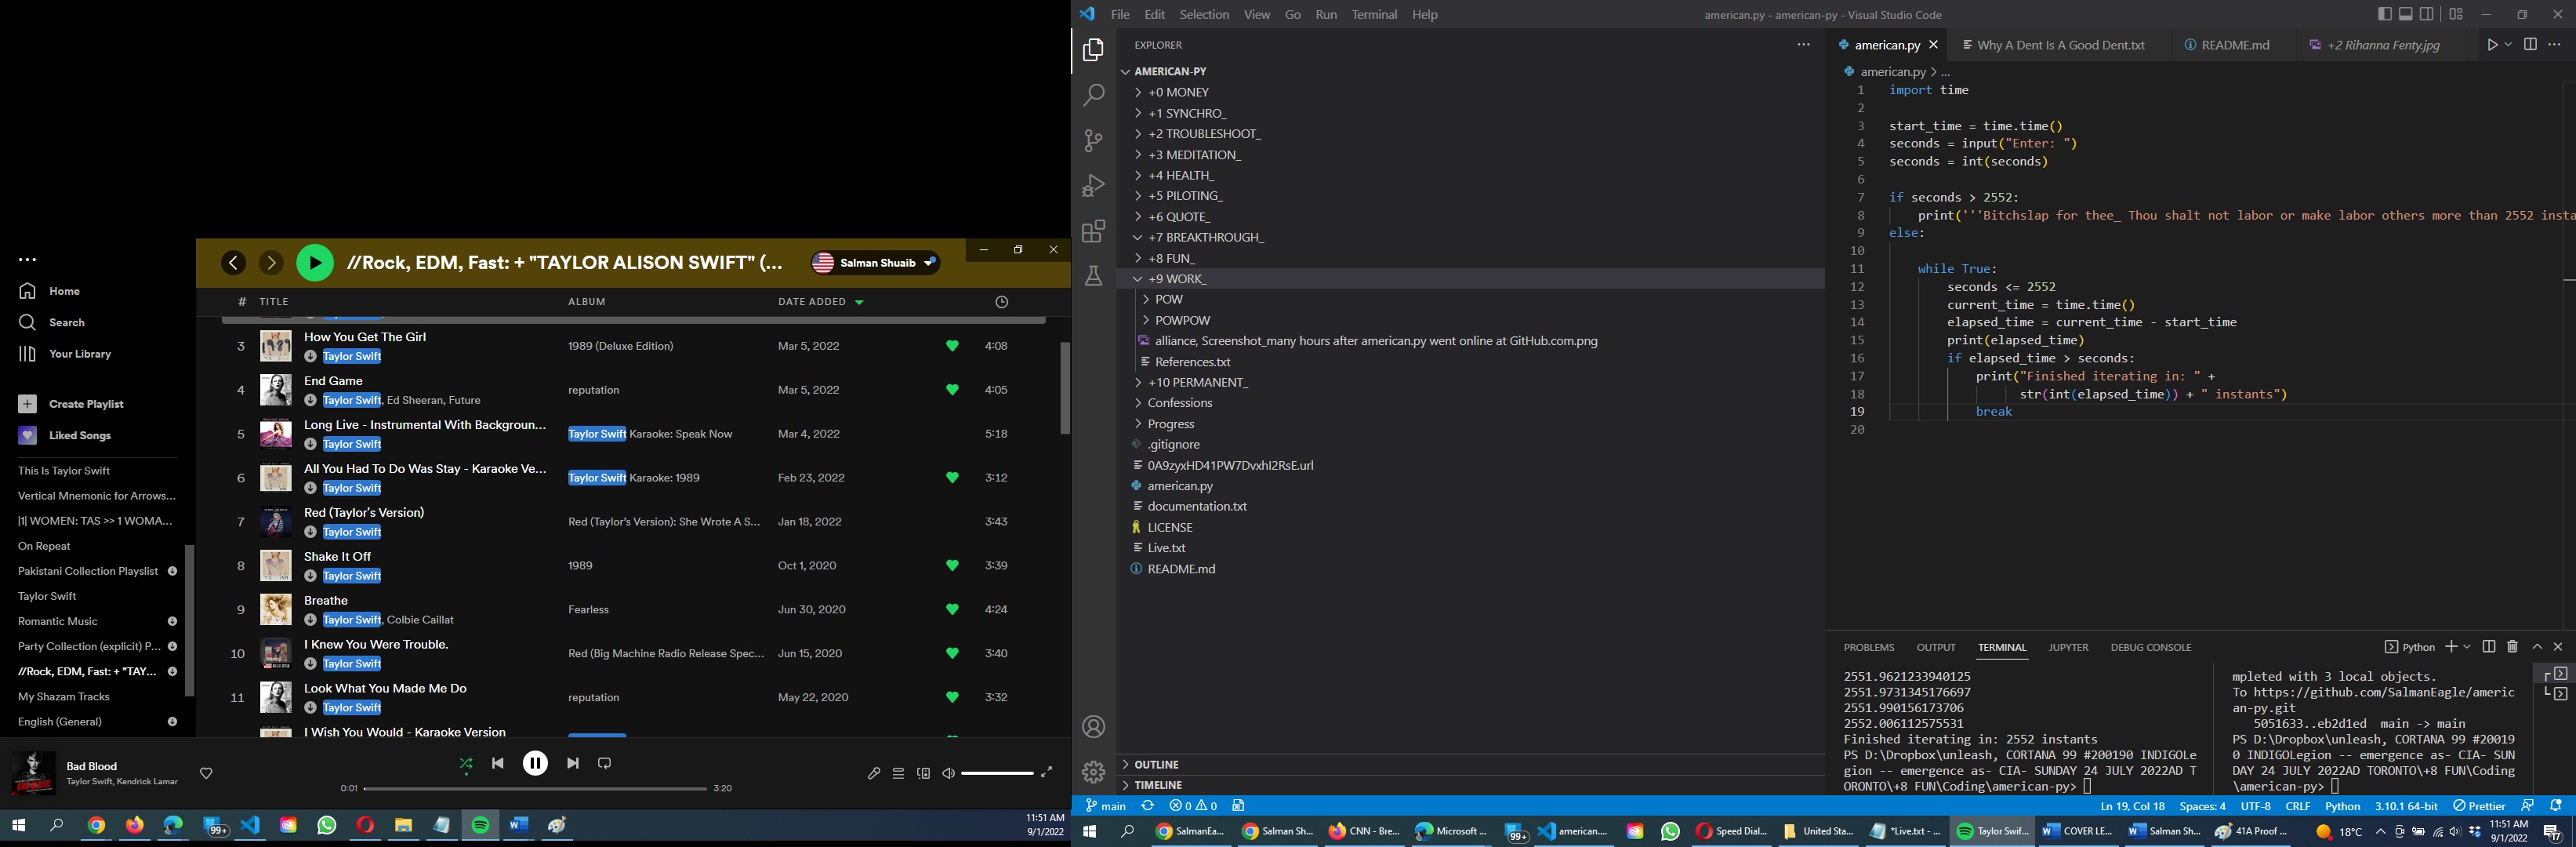 Home
Search
Your Library
Create Playlist
Liked Songs
This Is Taylor Swift
Vertical Mnemonic for Arrows...
|1| WOMEN: TAS >> 1 WOMA...
On Repeat
Pakistani Collection Playlist
Taylor Swift
Romantic Music
Party Collection (explicit) P...
//Rock, EDM, Fast: + "TAY...
My Shazam Tracks
English (General)
//Rock, EDM, Fast: + "TAYLOR ALISON SWIFT" (...
Salman Shuaib
# TITLE ALBUM DATE ADDED
3 How You Get The Girl 1989 (Deluxe Edition) Mar 5, 2022 4:08
Taylor Swift
4 End Game reputation Mar 5, 2022 4:05
Taylor Swift, Ed Sheeran, Future
5 Long Live - Instrumental With Backgroun... Taylor Swift Karaoke: Speak Now Mar 4, 2022 5:18
Taylor Swift
6 All You Had To Do Was Stay - Karaoke Ve... Taylor Swift Karaoke: 1989 Feb 23, 2022 3:12
Taylor Swift
7 Red (Taylor's Version) Red (Taylor's Version): She Wrote A S... Jan 18, 2022 3:43
Taylor Swift
8 Shake It Off 1989 Oct 1, 2020 3:39
Taylor Swift
9 Breathe Fearless Jun 30, 2020 4:24
Taylor Swift, Colbie Caillat
10 I Knew You Were Trouble. Red (Big Machine Radio Release Spec... Jun 15, 2020 3:40
Taylor Swift
11 Look What You Made Me Do reputation May 22, 2020 3:32
Taylor Swift
I Wish You Would - Karaoke Version
Bad Blood
Taylor Swift, Kendrick Lamar
0:01 3:20
99+
11:51 AM
9/1/2022
File Edit Selection View Go Run Terminal Help
american.py - american-py - Visual Studio Code
EXPLORER
AMERICAN-PY
+0 MONEY
+1 SYNCHRO_
+2 TROUBLESHOOT_
+3 MEDITATION_
+4 HEALTH_
+5 PILOTING_
+6 QUOTE_
+7 BREAKTHROUGH_
+8 FUN_
+9 WORK_
POW
POWPOW
alliance, Screenshot_many hours after american.py went online at GitHub.com.png
References.txt
+10 PERMANENT_
Confessions
Progress
.gitignore
0A9zyxHD41PW7DvxhI2RsE.url
american.py
documentation.txt
LICENSE
Live.txt
README.md
OUTLINE
TIMELINE
american.py Why A Dent Is A Good Dent.txt README.md +2 Rihanna Fenty.jpg
american.py > ...
1 import time
2
3 start_time = time.time()
4 seconds = input("Enter: ")
5 seconds = int(seconds)
6
7 if seconds > 2552:
8 print('''Bitchslap for thee_ Thou shalt not labor or make labor others more than 2552 insta
9 else:
10
11 while True:
12 seconds <= 2552
13 current_time = time.time()
14 elapsed_time = current_time - start_time
15 print(elapsed_time)
16 if elapsed_time > seconds:
17 print("Finished iterating in: " +
18 str(int(elapsed_time)) + " instants")
19 break
20
PROBLEMS OUTPUT TERMINAL JUPYTER DEBUG CONSOLE
Python
2551.9621233940125
2551.9731345176697
2551.990156173706
2552.006112575531
Finished iterating in: 2552 instants
PS D:\Dropbox\unleash, CORTANA 99 #200190 INDIGOLe
gion -- emergence as- CIA- SUNDAY 24 JULY 2022AD T
ORONTO\+8 FUN\Coding\american-py>
mpleted with 3 local objects.
To https://github.com/SalmanEagle/americ
an-py.git
5051633..eb2d1ed main -> main
PS D:\Dropbox\unleash, CORTANA 99 #20019
0 INDIGOLegion -- emergence as- CIA- SUN
DAY 24 JULY 2022AD TORONTO\+8 FUN\Coding
\american-py>
main 0 0
Ln 19, Col 18 Spaces: 4 UTF-8 CRLF Python 3.10.1 64-bit Prettier
SalmanEa... Salman Sh... CNN - Bre... Microsoft ... 99+ american.... Speed Dial... United Sta... *Live.txt - ... Taylor Swif... COVER LE... Salman Sh... 41A Proof ... 18°C
11:51 AM
9/1/2022
17